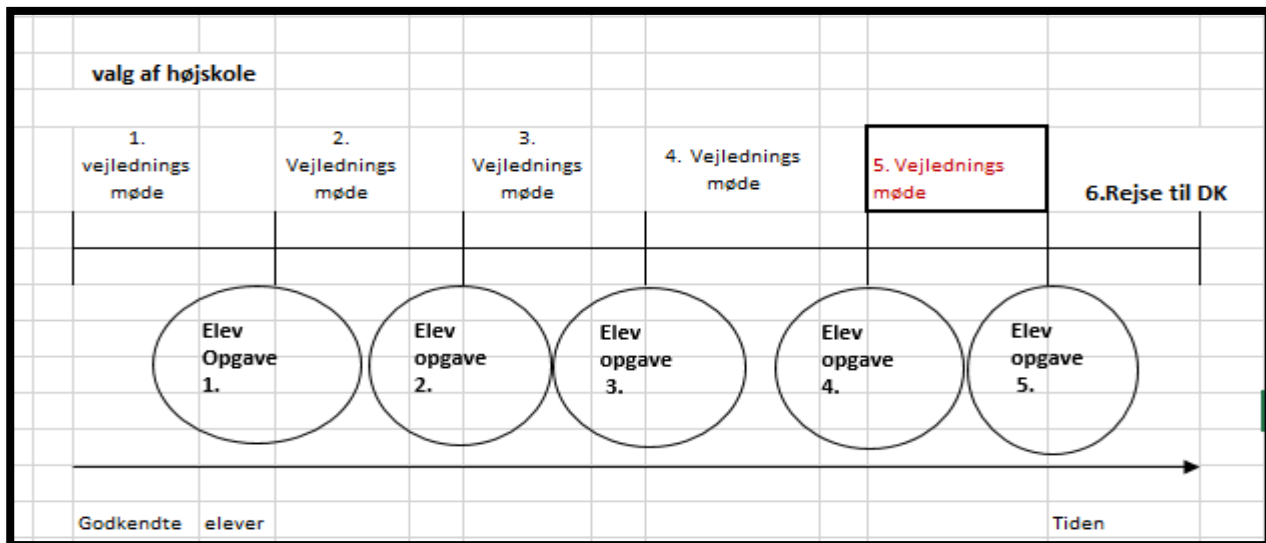 valg af højskole
1.
vejlednings
møde
2.
Vejlednings
møde
3.
Vejlednings
møde
4. Vejlednings
møde
5. Vejlednings
møde
6.Rejse til DK
Elev
Opgave
1.
Elev
opgave
2.
Elev
opgave
3.
Elev
opgave
4.
Elev
opgave
5.
Godkendte elever
Tiden